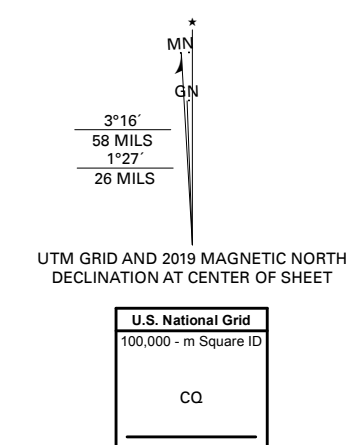 ★
MN
GN
3°16´
58 MILS
1°27´
26 MILS
UTM GRID AND 2019 MAGNETIC NORTH
DECLINATION AT CENTER OF SHEET
U.S. National Grid
100,000 - m Square ID
CQ